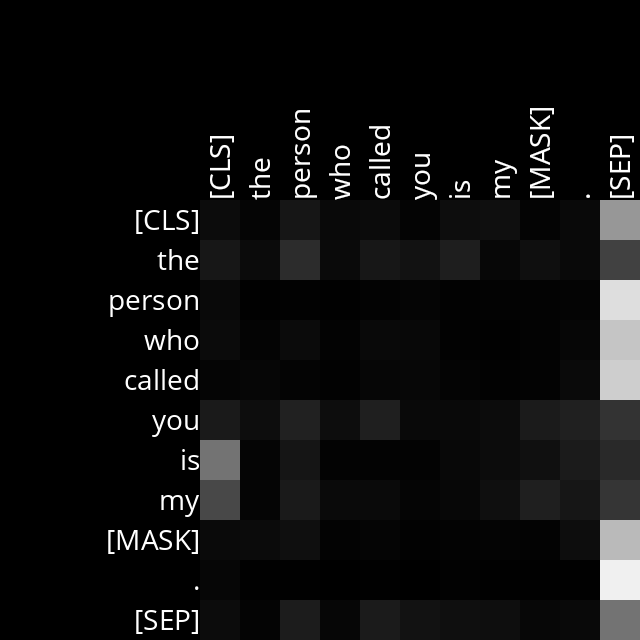 [CLS] the person who called you is my [MASK] . [SEP]
[CLS]
the
person
who
called
you
is
my
[MASK]
.
[SEP]